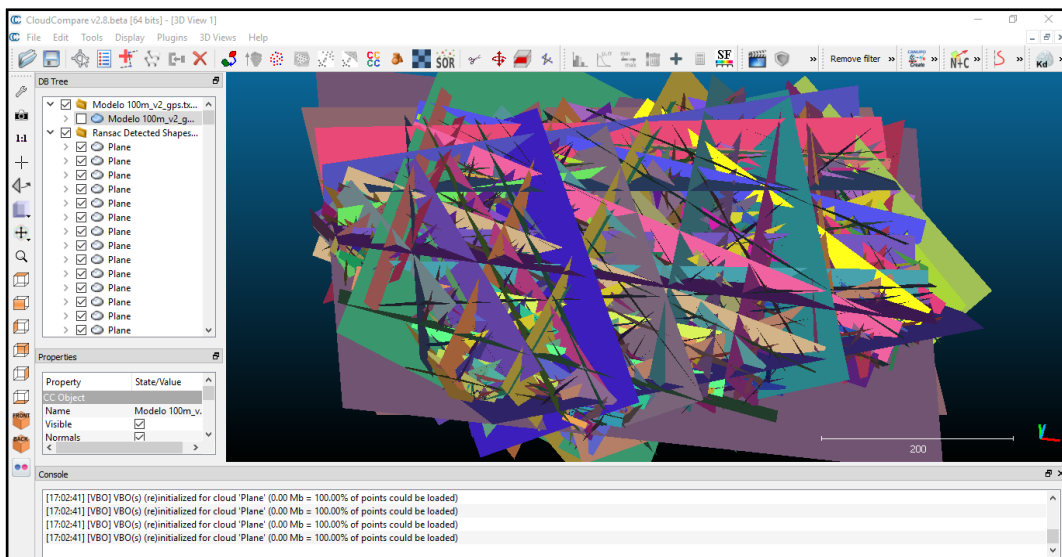 CloudCompare v2.8.beta [64 bits] - [3D View 1]
File Edit Tools Display Plugins 3D Views Help
SOR SF » Remove filter » » N+C » » Kd »
DB Tree
1:1
Modelo 100m_v2_gps.tx...
Modelo 100m_v2_g...
Ransac Detected Shapes...
Plane
Plane
Plane
Plane
Plane
Plane
Plane
Plane
Plane
Plane
Plane
Plane
Plane
Plane
Properties
Property State/Value
CC Object
Name Modelo 100m_v.
Visible
Normals
FRONT
BACK
200
Console
[17:02:41] [VBO] VBO(s) (re)initialized for cloud 'Plane' (0.00 Mb = 100.00% of points could be loaded)
[17:02:41] [VBO] VBO(s) (re)initialized for cloud 'Plane' (0.00 Mb = 100.00% of points could be loaded)
[17:02:41] [VBO] VBO(s) (re)initialized for cloud 'Plane' (0.00 Mb = 100.00% of points could be loaded)
[17:02:41] [VBO] VBO(s) (re)initialized for cloud 'Plane' (0.00 Mb = 100.00% of points could be loaded)